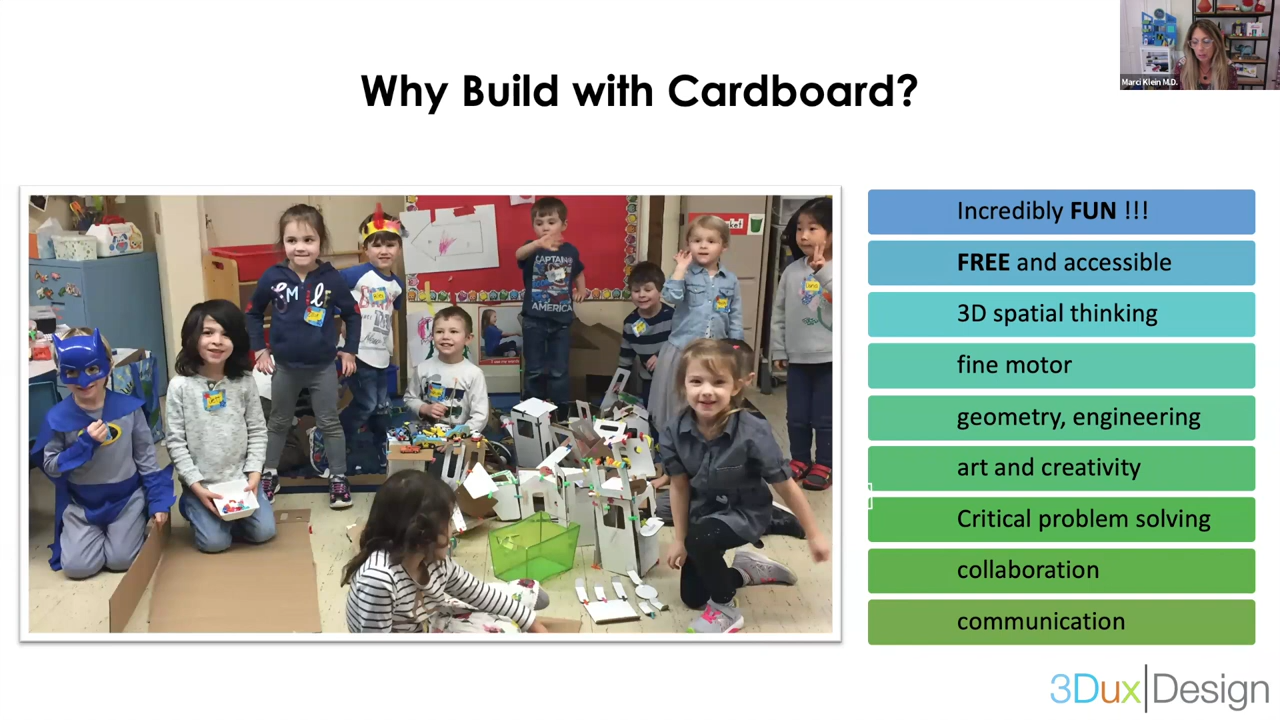 Marci Klein M.D.
Why Build with Cardboard?
Incredibly FUN !!!
FREE and accessible
3D spatial thinking
fine motor
geometry, engineering
art and creativity
Critical problem solving
collaboration
communication
CAPTAIN
AMERICA
3Dux|Design